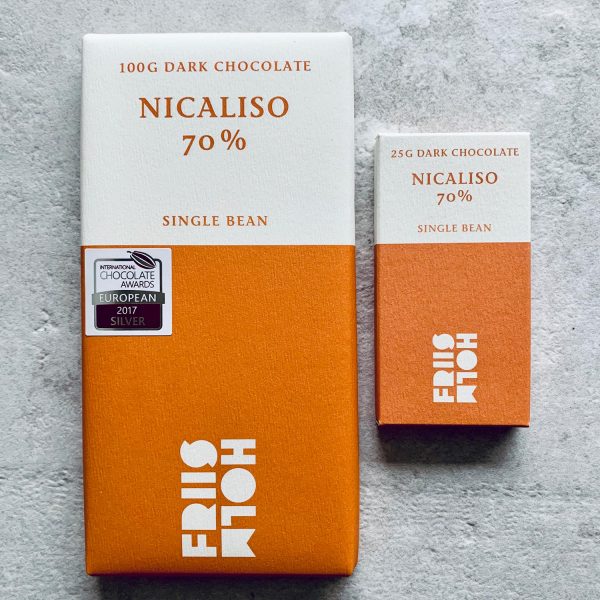 100G DARK CHOCOLATE
NICALISO
70%
SINGLE BEAN
INTERNATIONAL
CHOCOLATE
AWARDS
EUROPEAN
2017
SILVER
FRIIS
HOLM
25G DARK CHOCOLATE
NICALISO
70%
SINGLE BEAN
FRIIS
HOLM